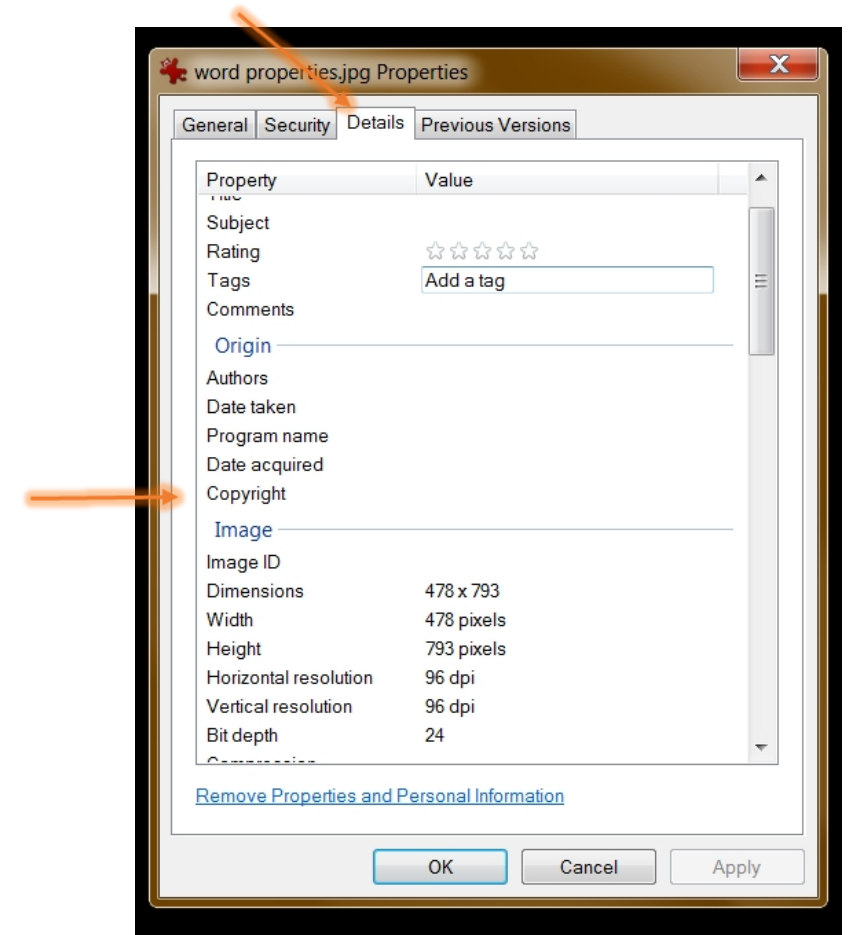 word properties.jpg Properties
X
General Security Details Previous Versions
Property Value
Title
Subject
Rating
Tags Add a tag
Comments
Origin
Authors
Date taken
Program name
Date acquired
Copyright
Image
Image ID
Dimensions 478 x 793
Width 478 pixels
Height 793 pixels
Horizontal resolution 96 dpi
Vertical resolution 96 dpi
Bit depth 24
Compression
Remove Properties and Personal Information
OK Cancel Apply